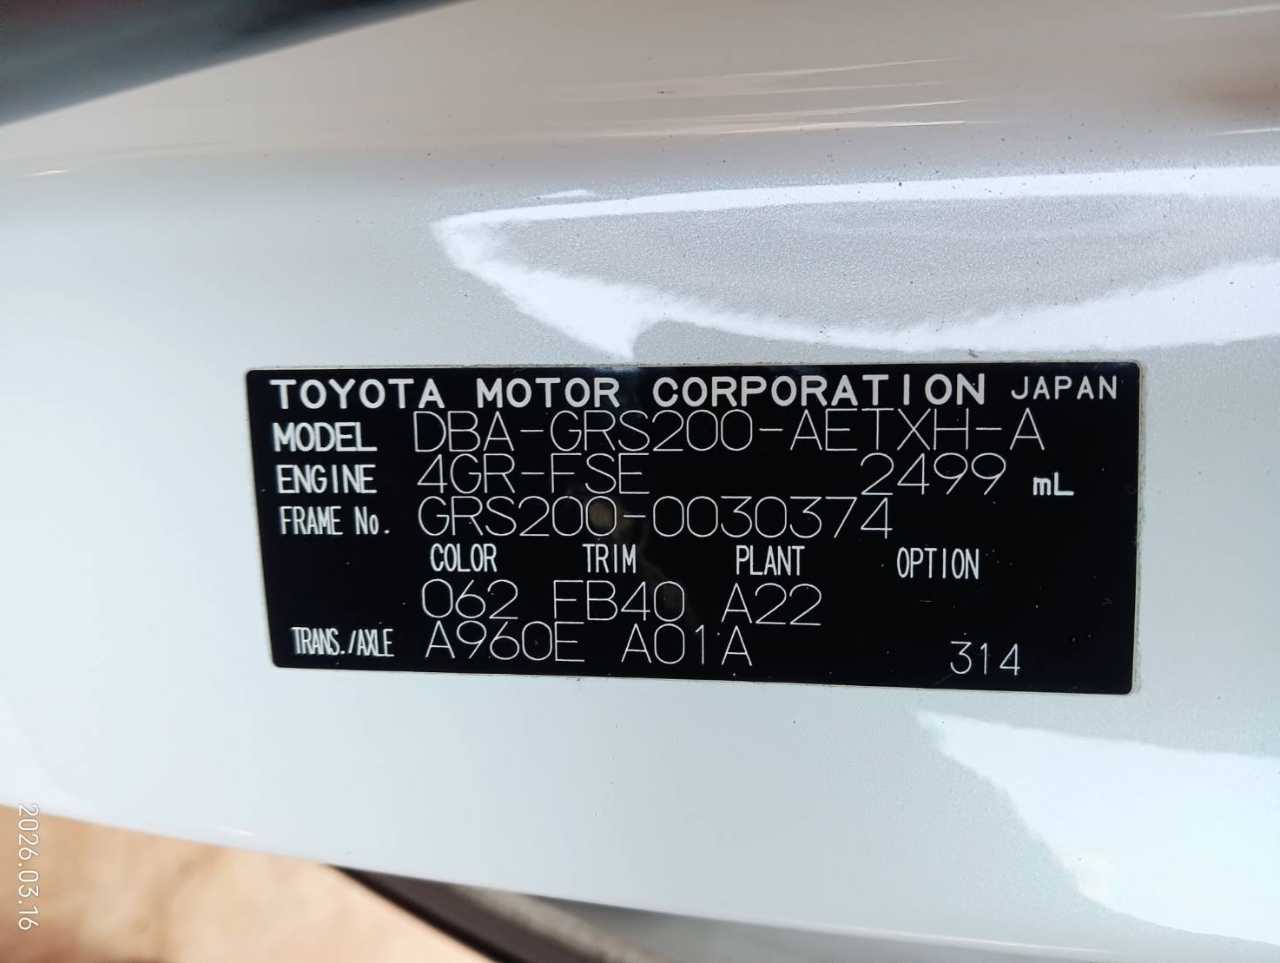 TOYOTA MOTOR CORPORATION JAPAN
MODEL DBA-GRS200-AETXH-A
ENGINE 4GR-FSE 2499 mL
FRAME No. GRS200-0030374
COLOR TRIM PLANT OPTION
062 FB40 A22
TRANS./AXLE A960E A01A 314
2026.03.16